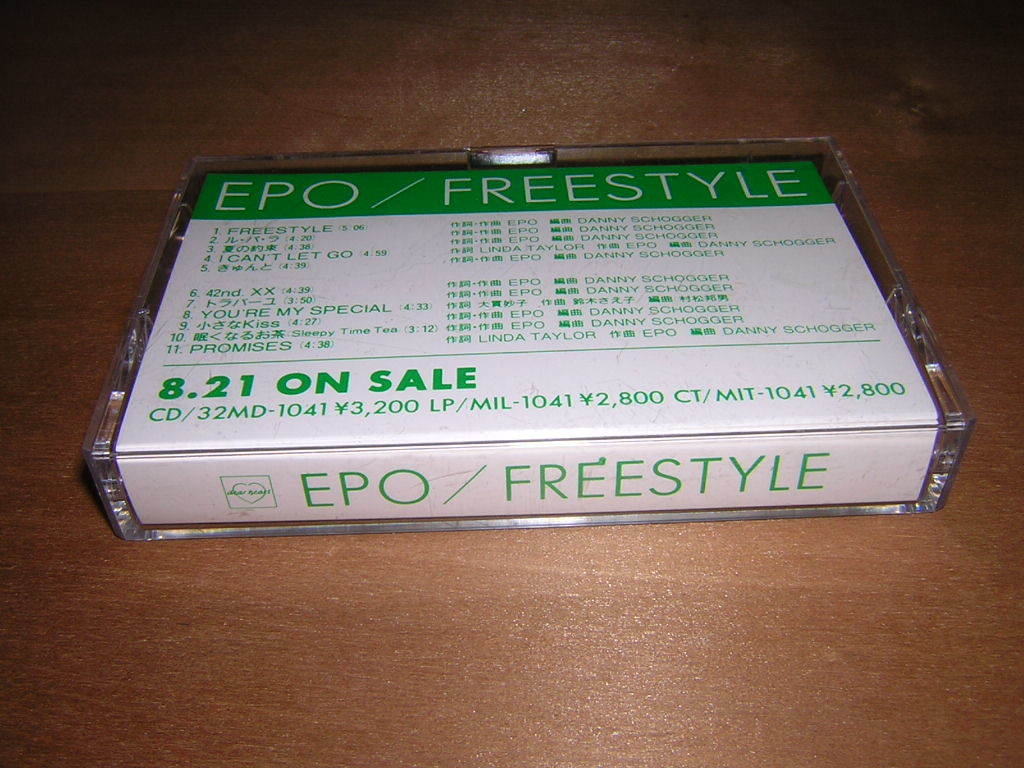 EPO / FREESTYLE
1. FREESTYLE (5:06) 作詞・作曲 EPO 編曲 DANNY SCHOGGER
2. ル・パ・ラ (4:20) 作詞・作曲 EPO 編曲 DANNY SCHOGGER
3. 夏の約束 (4:38) 作詞・作曲 EPO 編曲 DANNY SCHOGGER
4. I CAN'T LET GO (4:59 作詞 LINDA TAYLOR 作曲 EPO 編曲 DANNY SCHOGGER
5. きゅんと (4:39) 作詞・作曲 EPO 編曲 DANNY SCHOGGER
6. 42nd. XX (4:39) 作詞・作曲 EPO 編曲 DANNY SCHOGGER
7. トラバーユ (3:50) 作詞・作曲 EPO 編曲 DANNY SCHOGGER
8. YOU'RE MY SPECIAL (4:33) 作詞 大貫妙子 作曲 鈴木さえ子/編曲 村松邦男
9. 小さなKiss (4:27) 作詞・作曲 EPO 編曲 DANNY SCHOGGER
10. 眠くなるお茶:Sleepy Time Tea (3:12) 作詞・作曲 EPO 編曲 DANNY SCHOGGER
11. PROMISES (4:38) 作詞 LINDA TAYLOR 作曲 EPO 編曲 DANNY SCHOGGER
8.21 ON SALE
CD/32MD-1041 ¥3,200 LP/MIL-1041 ¥2,800 CT/MIT-1041 ¥2,800
dear heart EPO / FREESTYLE